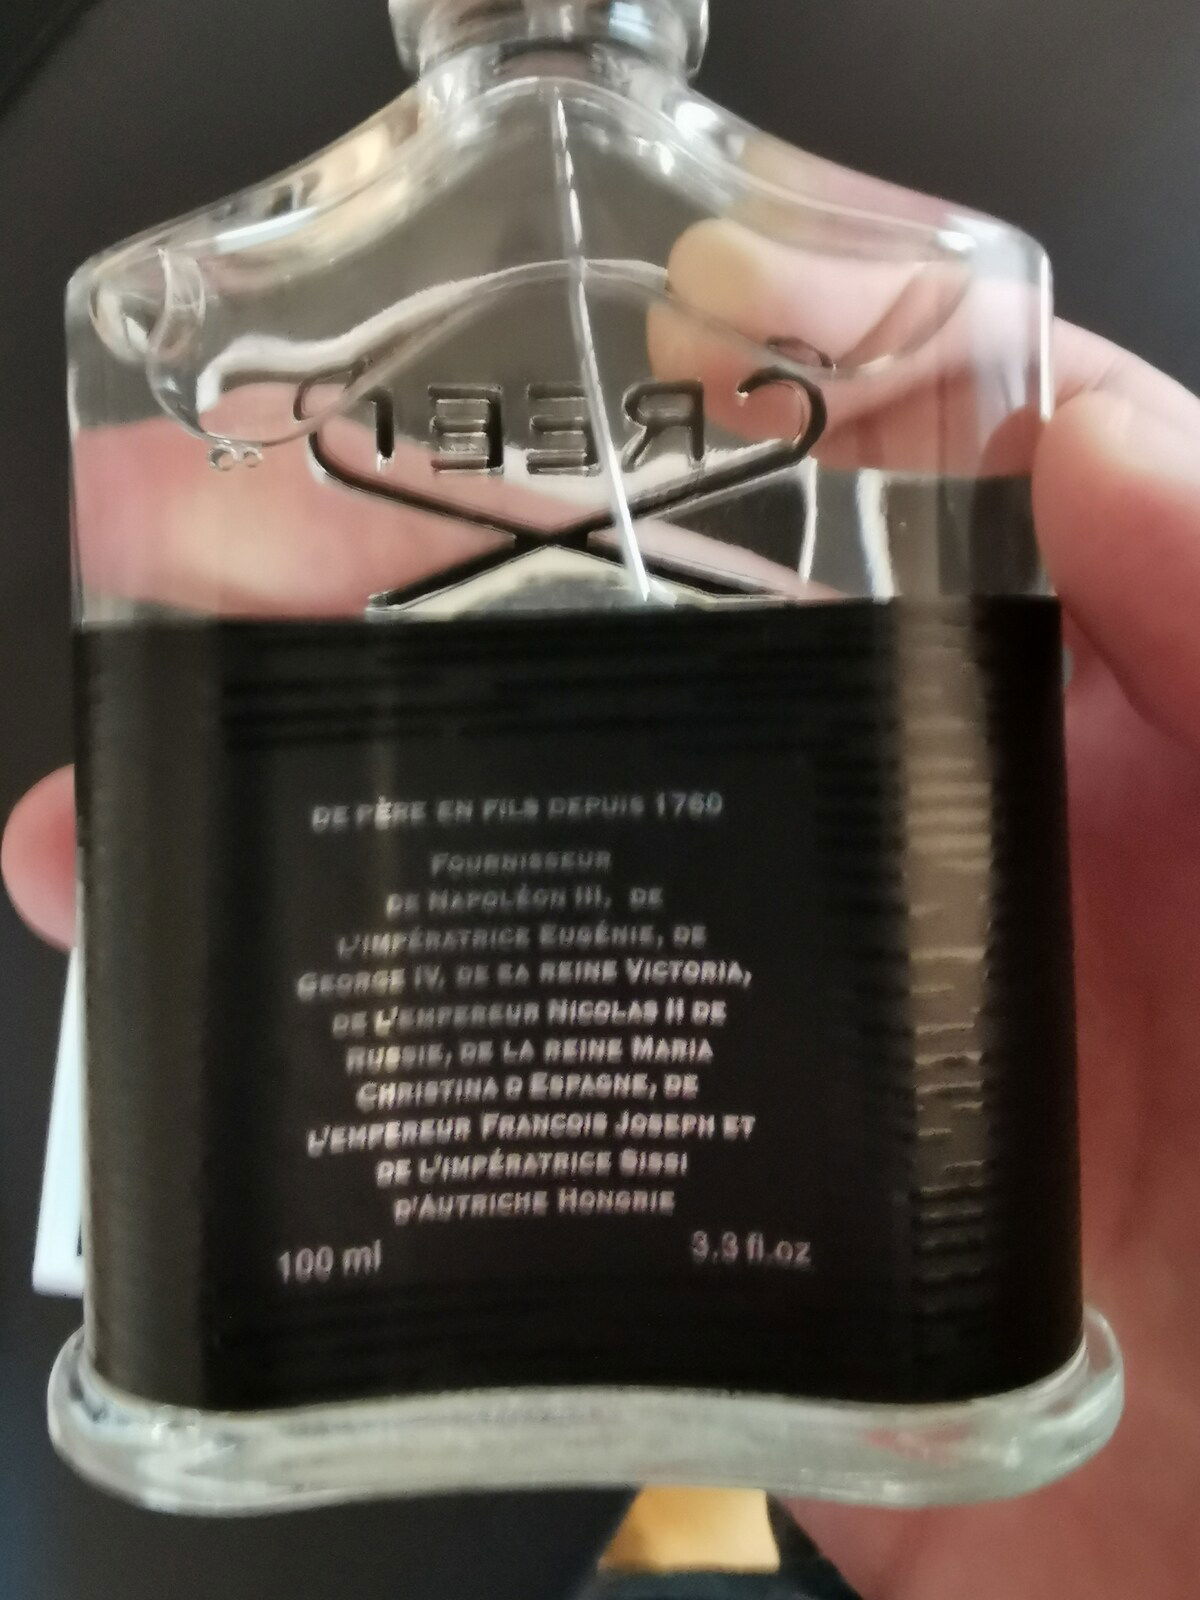 CREED
DE PÈRE EN FILS DEPUIS 1760
FOURNISSEUR
DE NAPOLÉON III, DE
L'IMPÉRATRICE EUGÉNIE, DE
GEORGE IV, DE SA REINE VICTORIA,
DE L'EMPEREUR NICOLAS II DE
RUSSIE, DE LA REINE MARIA
CHRISTINA D ESPAGNE, DE
L'EMPEREUR FRANCOIS JOSEPH ET
DE L'IMPÉRATRICE SISSI
D'AUTRICHE HONGRIE
100 ml 3.3 fl.oz